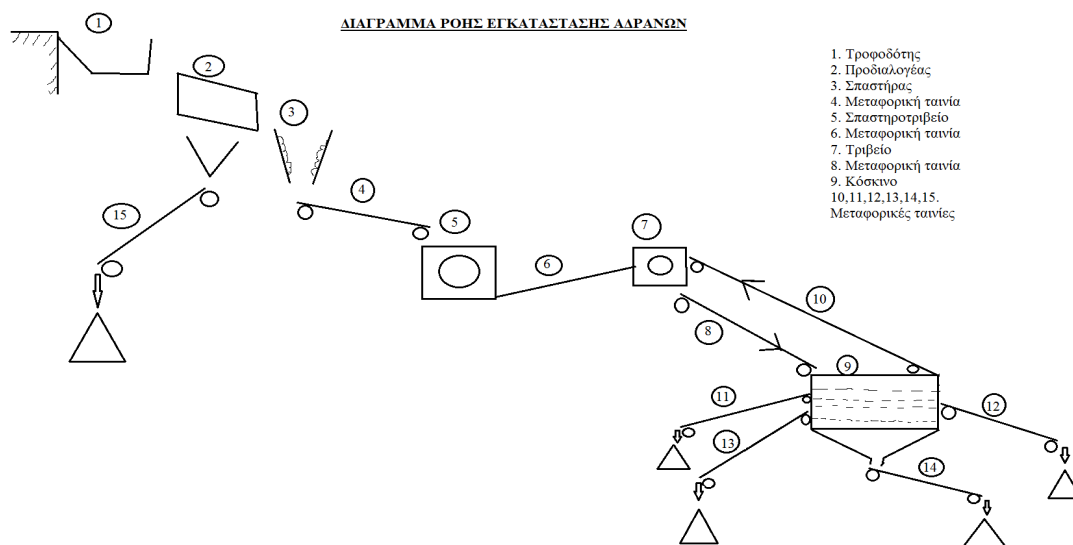 ΔΙΑΓΡΑΜΜΑ ΡΟΗΣ ΕΓΚΑΤΑΣΤΑΣΗΣ ΑΔΡΑΝΩΝ
1. Τροφοδότης
2. Προδιαλογέας
3. Σπαστήρας
4. Μεταφορική ταινία
5. Σπαστηροτριβείο
6. Μεταφορική ταινία
7. Τριβείο
8. Μεταφορική ταινία
9. Κόσκινο
10,11,12,13,14,15.
Μεταφορικές ταινίες
1
2
3
4
15
5
7
6
10
8
9
11
12
13
14